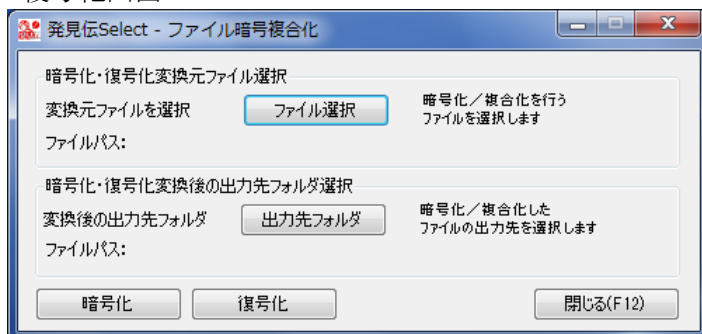 発見伝Select - ファイル暗号複合化
暗号化・復号化変換元ファイル選択
変換元ファイルを選択
ファイル選択
暗号化／複合化を行う
ファイルを選択します
ファイルパス:
暗号化・復号化変換後の出力先フォルダ選択
変換後の出力先フォルダ
出力先フォルダ
暗号化／複合化した
ファイルの出力先を選択します
ファイルパス:
暗号化
復号化
閉じる(F12)